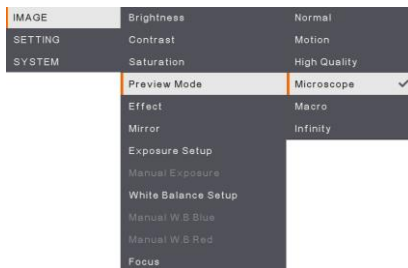 IMAGE
SETTING
SYSTEM
Brightness
Contrast
Saturation
Preview Mode
Effect
Mirror
Exposure Setup
Manual Exposure
White Balance Setup
Manual W.B.Blue
Manual W.B.Red
Focus
Normal
Motion
High Quality
Microscope
Macro
Infinity